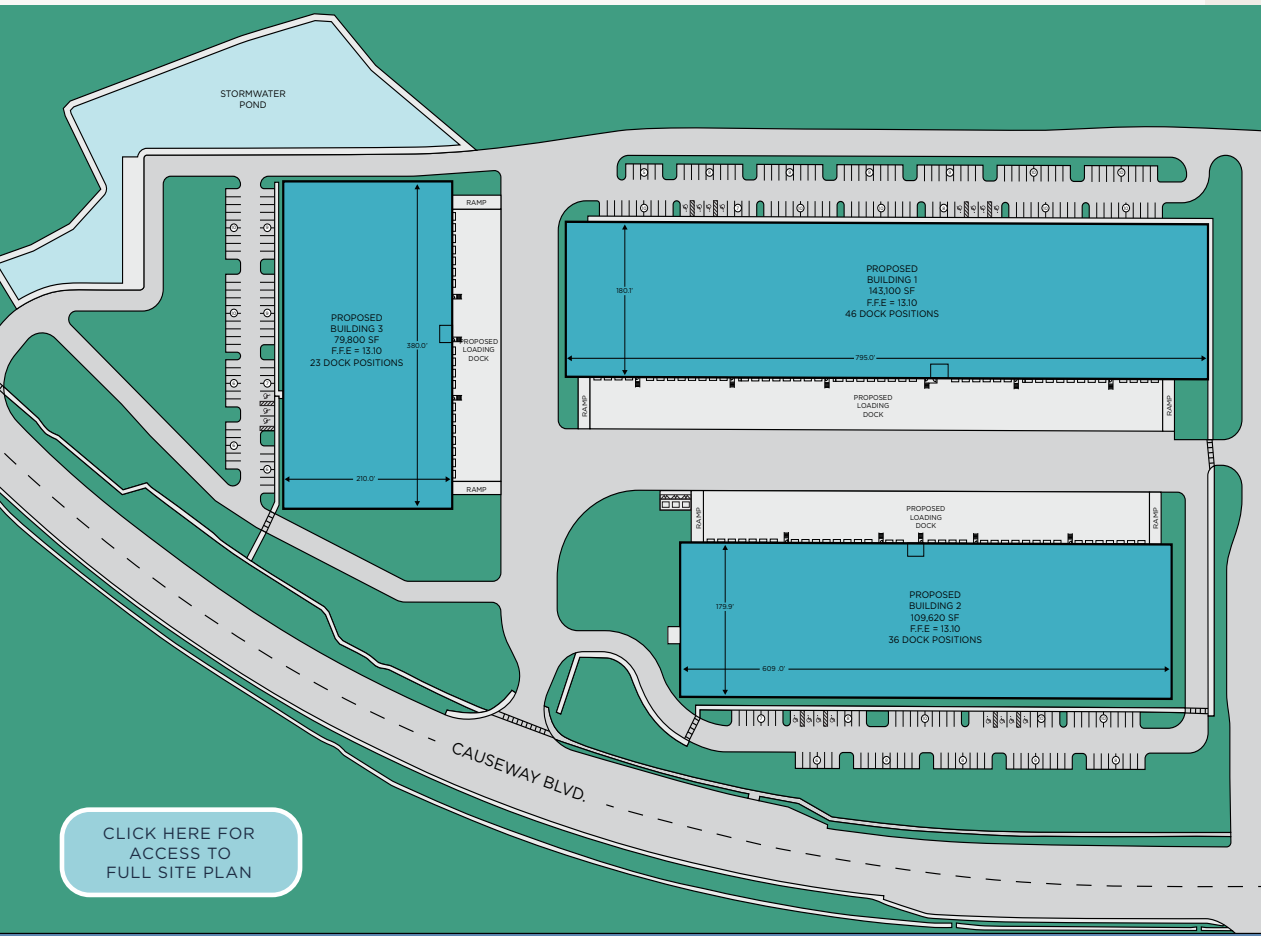 STORMWATER
POND
RAMP
PROPOSED
BUILDING 3
79,800 SF
F.F.E = 13.10
23 DOCK POSITIONS
380.0'
210.0'
PROPOSED
LOADING
DOCK
RAMP
PROPOSED
BUILDING 1
143,100 SF
F.F.E = 13.10
46 DOCK POSITIONS
180.1'
795.0'
RAMP
PROPOSED
LOADING
DOCK
RAMP
RAMP
PROPOSED
LOADING
DOCK
RAMP
PROPOSED
BUILDING 2
109,620 SF
F.F.E = 13.10
36 DOCK POSITIONS
179.9'
609 .0'
CAUSEWAY BLVD.
CLICK HERE FOR
ACCESS TO
FULL SITE PLAN